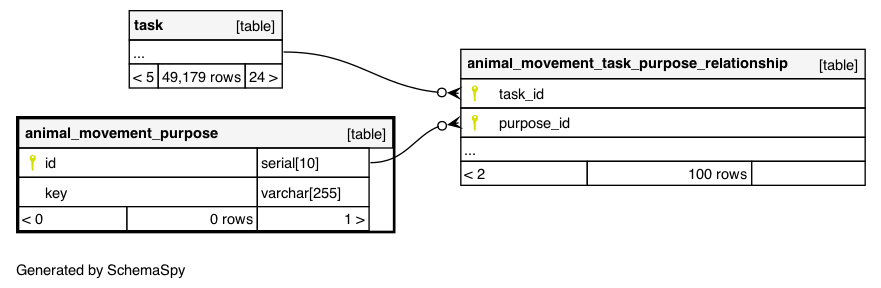 task [table]
...
< 5 49,179 rows 24 >
animal_movement_task_purpose_relationship [table]
task_id
purpose_id
...
< 2 100 rows
animal_movement_purpose [table]
id serial[10]
key varchar[255]
< 0 0 rows 1 >
Generated by SchemaSpy